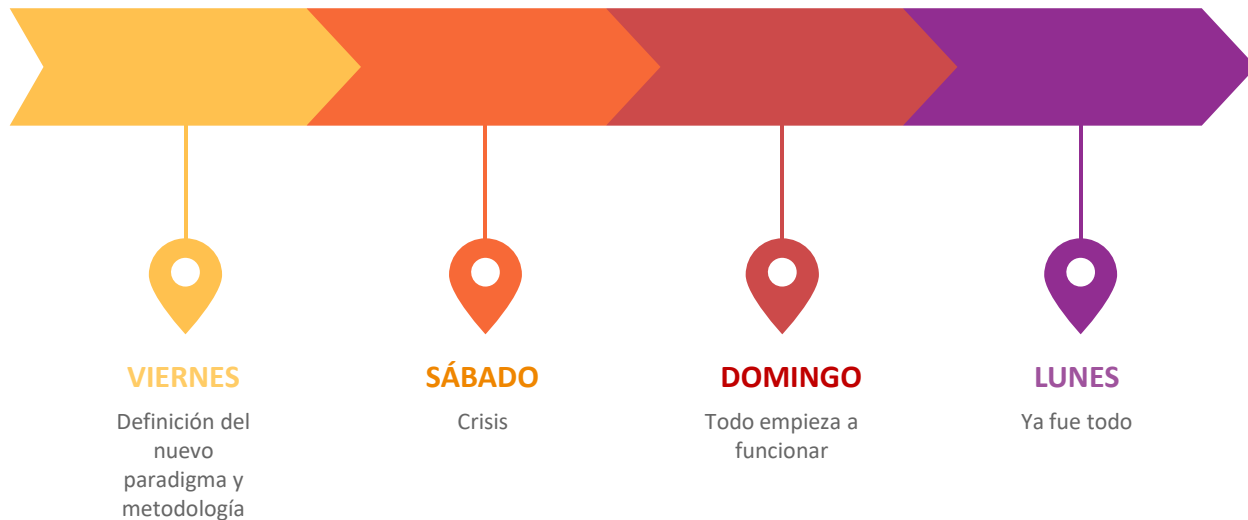 VIERNES
Definición del
nuevo
paradigma y
metodología
SÁBADO
Crisis
DOMINGO
Todo empieza a
funcionar
LUNES
Ya fue todo